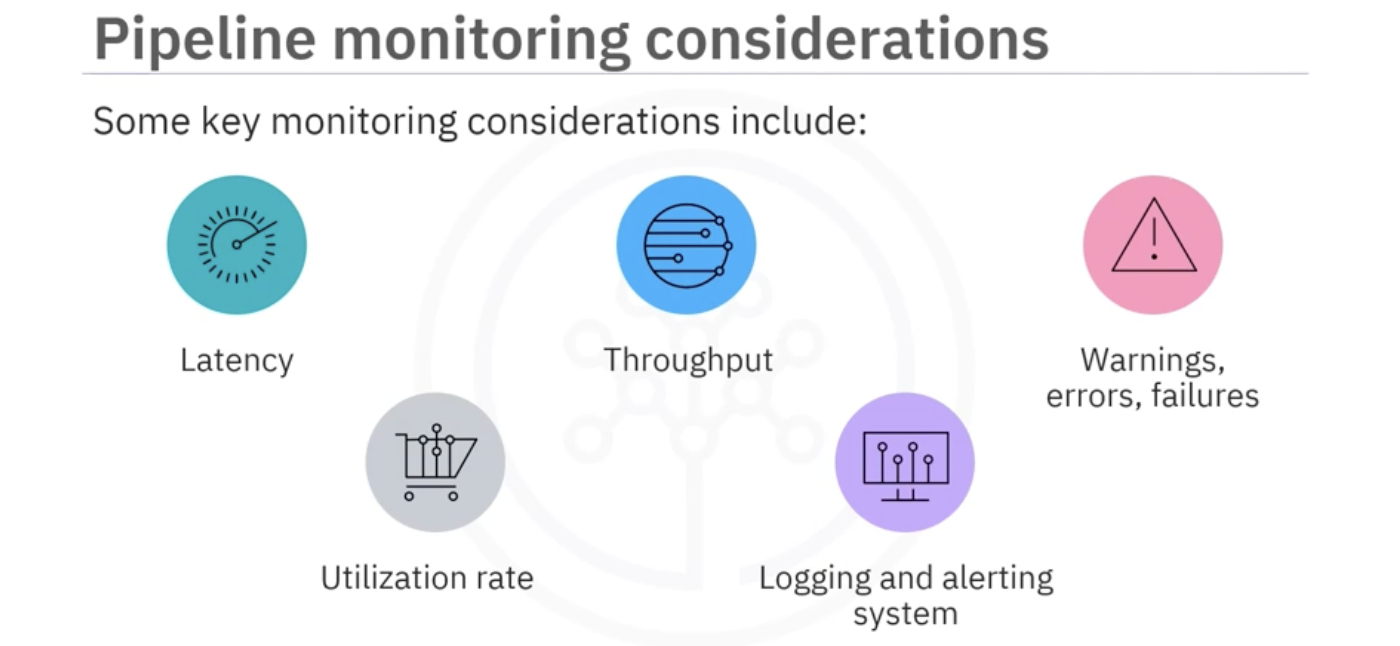 Pipeline monitoring considerations
Some key monitoring considerations include:
Latency
Throughput
Warnings,
errors, failures
Utilization rate
Logging and alerting
system